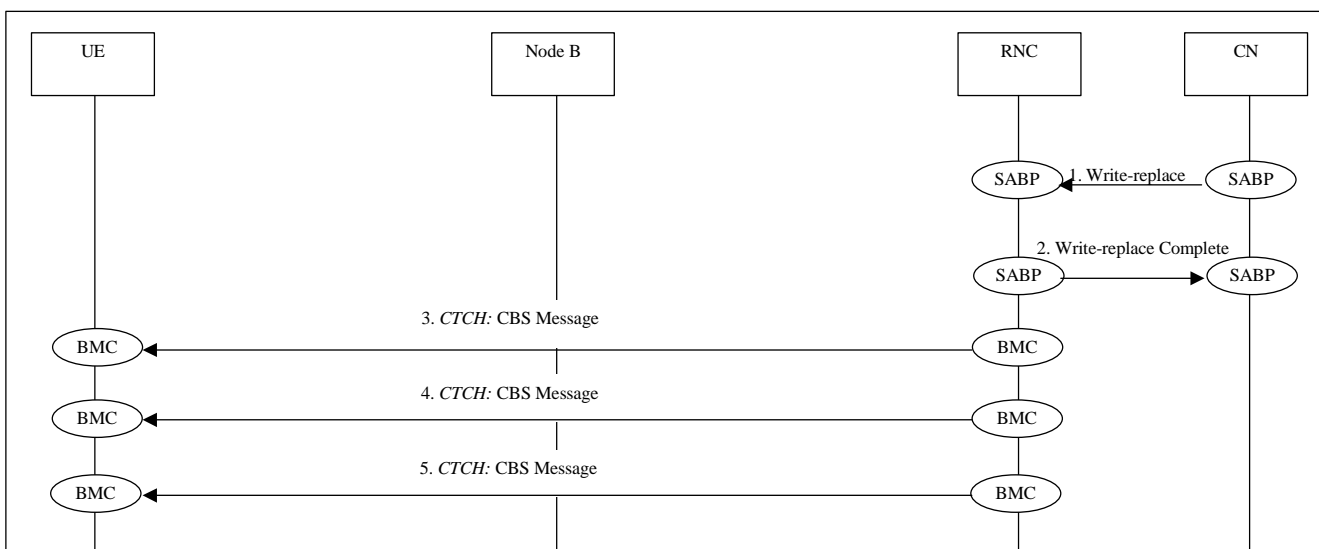 UE
Node B
RNC
CN
SABP
1. Write-replace
SABP
2. Write-replace Complete
SABP
SABP
3. CTCH: CBS Message
BMC
BMC
4. CTCH: CBS Message
BMC
BMC
5. CTCH: CBS Message
BMC
BMC